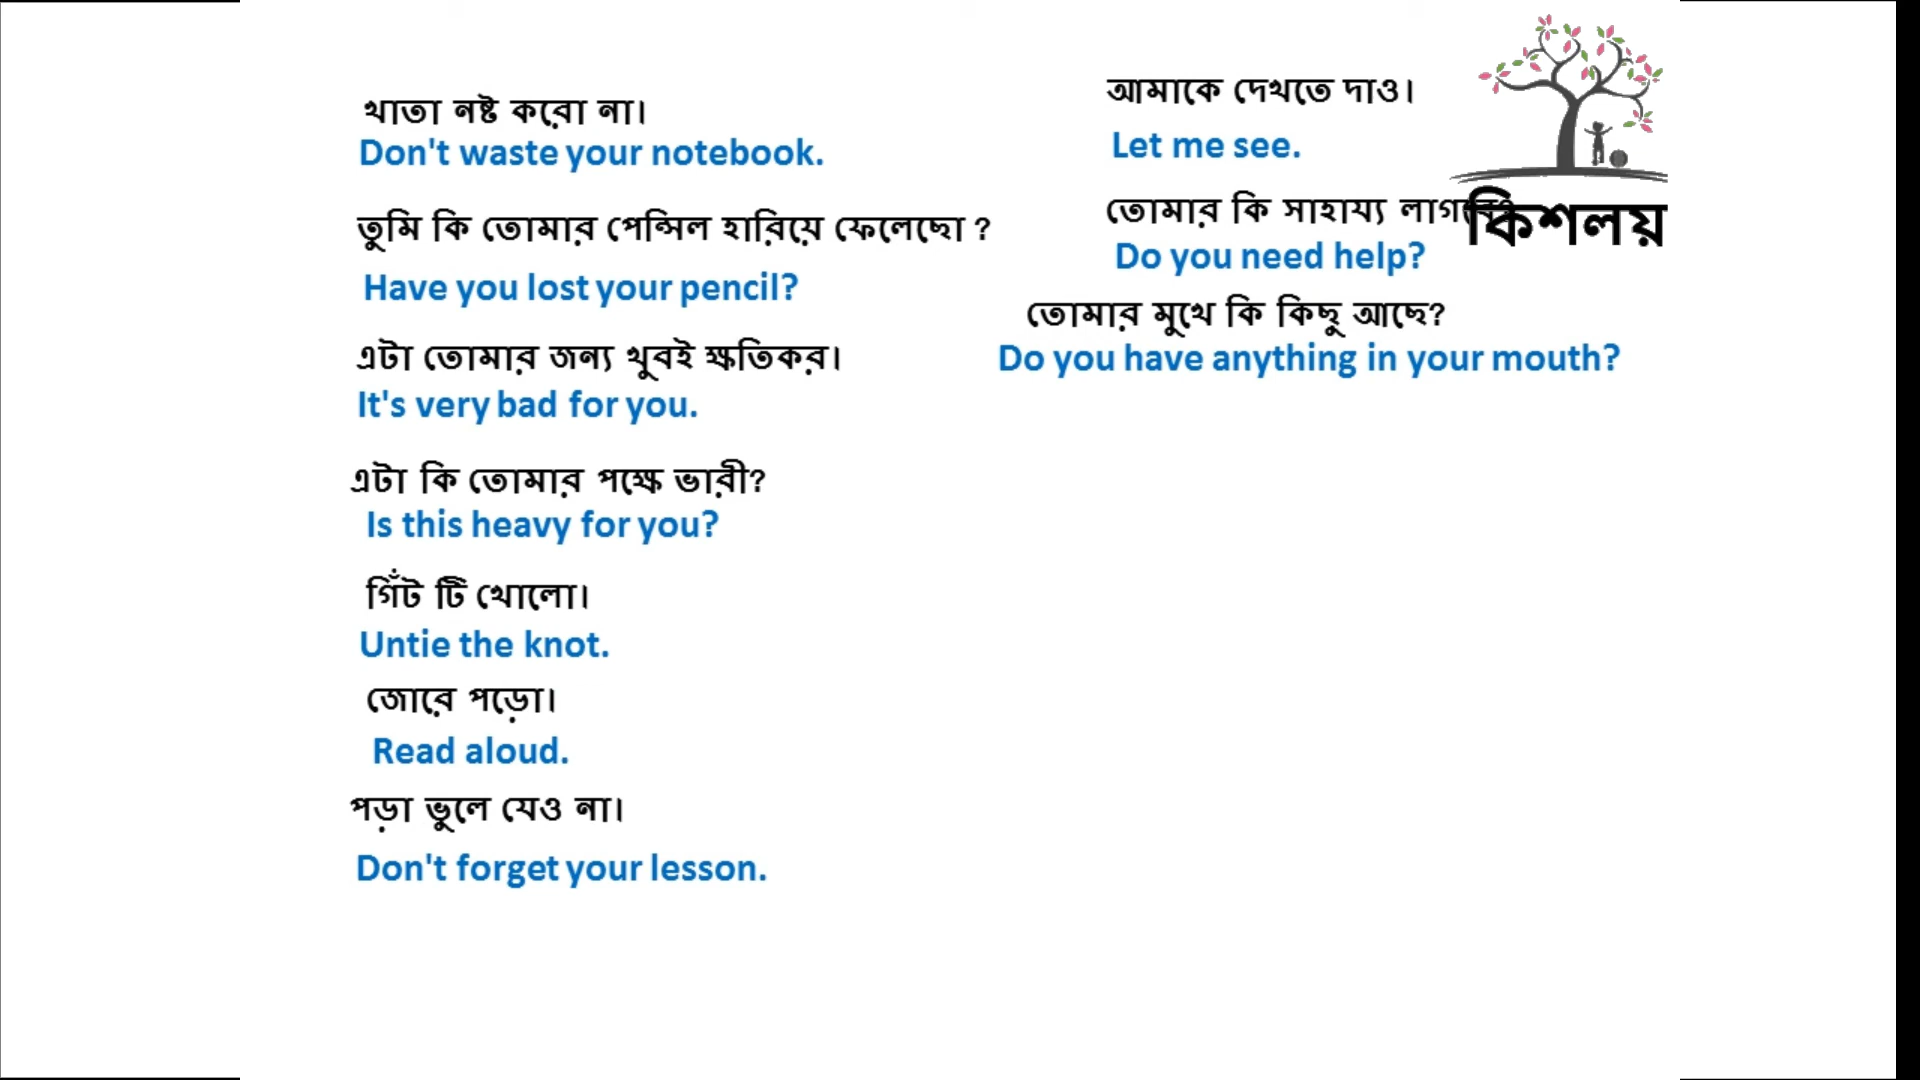 খাতা নষ্ট করো না।
Don't waste your notebook.
তুমি কি তোমার পেন্সিল হারিয়ে ফেলেছো ?
Have you lost your pencil?
এটা তোমার জন্য খুবই ক্ষতিকর।
It's very bad for you.
এটা কি তোমার পক্ষে ভারী?
Is this heavy for you?
গিঁট টি খোলো।
Untie the knot.
জোরে পড়ো।
Read aloud.
পড়া ভুলে যেও না।
Don't forget your lesson.
আমাকে দেখতে দাও।
Let me see.
তোমার কি সাহায্য
Do you need help?
তোমার মুখে কি কিছু আছে?
Do you have anything in your mouth?
কিশলয়